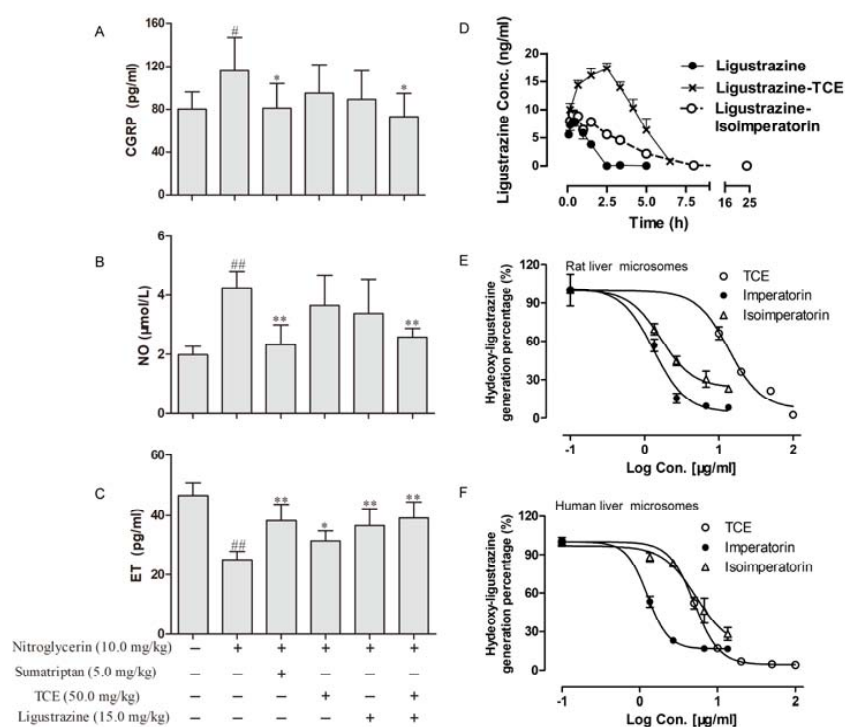 A
CGRP
(pg/ml)
160
120
80
40
0
#
*
*
B
NO
(μmol/L)
6
4
2
0
##
**
**
C
ET (pg/ml)
60
40
20
0
##
**
*
**
**
Nitroglycerin (10.0 mg/kg) – + + + + +
Sumatriptan (5.0 mg/kg) – – + – – –
TCE (50.0 mg/kg) – – – + – +
Ligustrazine (15.0 mg/kg) – – – – + +
D
Ligustrazine Conc. (ng/ml)
20
15
10
5
0
Ligustrazine
Ligustrazine-TCE
Ligustrazine-
Isoimperatorin
0.0 2.5 5.0 7.5 16 25
Time (h)
E
Rat liver microsomes
Hydeoxy-ligustrazine
generation percentage (%)
120
90
60
30
0
TCE
Imperatorin
Isoimperatorin
-1 0 1 2
Log Con. [μg/ml]
F
Human liver microsomes
Hydeoxy-ligustrazine
generation percentage (%)
120
90
60
30
0
TCE
Imperatorin
Isoimperatorin
-1 0 1 2
Log Con. [μg/ml]